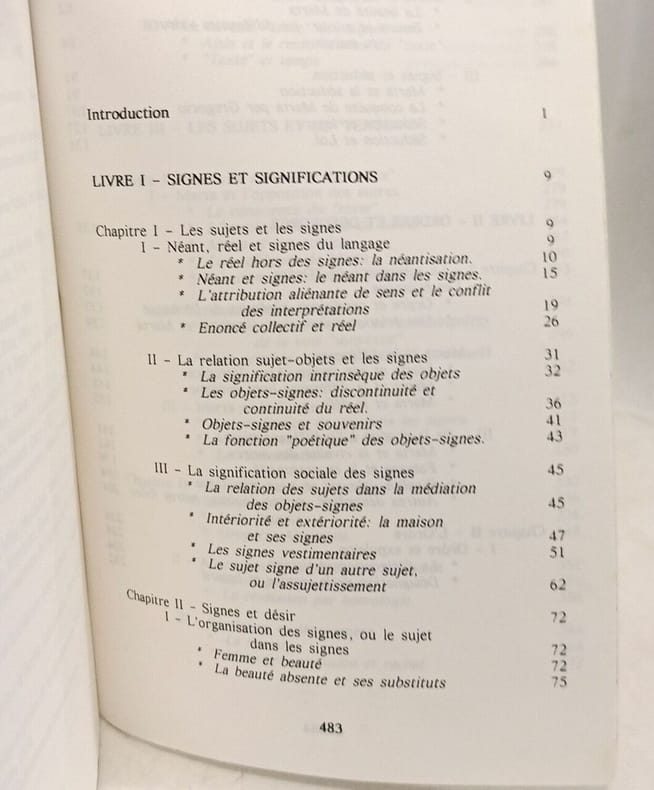 Introduction 1
LIVRE I - SIGNES ET SIGNIFICATIONS 9
Chapitre I - Les sujets et les signes 9
I - Néant, réel et signes du langage 9
* Le réel hors des signes: la néantisation. 10
* Néant et signes: le néant dans les signes. 15
* L'attribution aliénante de sens et le conflit
des interprétations 19
* Enoncé collectif et réel 26
II - La relation sujet-objets et les signes 31
* La signification intrinsèque des objets 32
* Les objets-signes: discontinuité et
continuité du réel. 36
* Objets-signes et souvenirs 41
* La fonction "poétique" des objets-signes. 43
III - La signification sociale des signes 45
* La relation des sujets dans la médiation
des objets-signes 45
* Intériorité et extériorité: la maison
et ses signes 47
* Les signes vestimentaires 51
* Le sujet signe d'un autre sujet,
ou l'assujettissement 62
Chapitre II - Signes et désir 72
I - L'organisation des signes, ou le sujet
dans les signes 72
* Femme et beauté 72
* La beauté absente et ses substituts 75
483